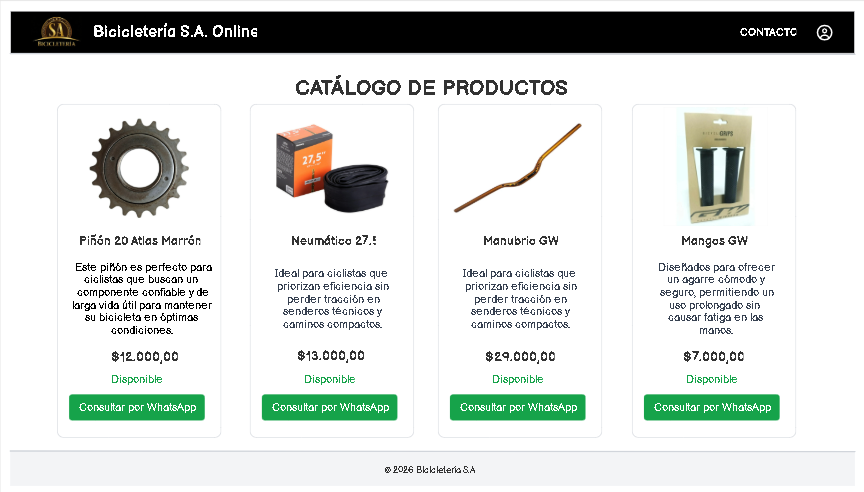 SA
BICICLETERÍA
Bicicletería S.A. Online
CONTACTO
CATÁLOGO DE PRODUCTOS
27,5"
GRIPS
GW
Piñón 20 Atlas Marrón
Este piñón es perfecto para
ciclistas que buscan un
componente confiable y de
larga vida útil para mantener
su bicicleta en óptimas
condiciones.
$12.000,00
Disponible
Consultar por WhatsApp
Neumático 27.5
Ideal para ciclistas que
priorizan eficiencia sin
perder tracción en
senderos técnicos y
caminos compactos.
$13.000,00
Disponible
Consultar por WhatsApp
Manubrio GW
Ideal para ciclistas que
priorizan eficiencia sin
perder tracción en
senderos técnicos y
caminos compactos.
$29.000,00
Disponible
Consultar por WhatsApp
Mangos GW
Diseñados para ofrecer
un agarre cómodo y
seguro, permitiendo un
uso prolongado sin
causar fatiga en las
manos.
$7.000,00
Disponible
Consultar por WhatsApp
© 2026 Bicicletería S.A